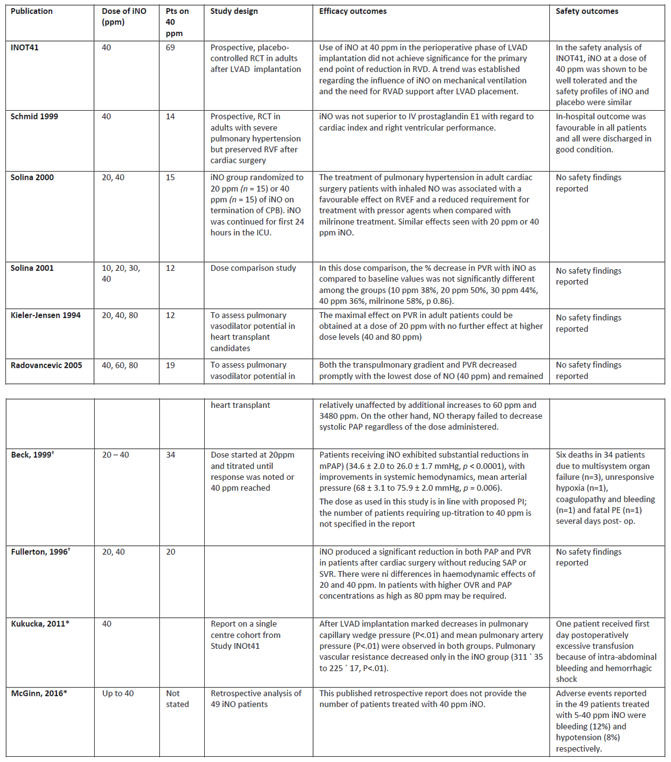 Publication
Dose of iNO
(ppm)
Pts on
40
ppm
Study design
Efficacy outcomes
Safety outcomes
INOT41
40
69
Prospective, placebo-
controlled RCT in adults
after LVAD implantation
Use of iNO at 40 ppm in the perioperative phase of LVAD
implantation did not achieve significance for the primary
end point of reduction in RVD. A trend was established
regarding the influence of iNO on mechanical ventilation
and the need for RVAD support after LVAD placement.
In the safety analysis of
INOT41, iNO at a dose of
40 ppm was shown to be
well tolerated and the
safety profiles of iNO and
placebo were similar
Schmid 1999
40
14
Prospective, RCT in
adults with severe
pulmonary hypertension
but preserved RVF after
cardiac surgery
iNO was not superior to IV prostaglandin E1 with regard to
cardiac index and right ventricular performance.
In-hospital outcome was
favourable in all patients
and all were discharged in
good condition.
Solina 2000
20, 40
15
iNO group randomized to
20 ppm (n = 15) or 40
ppm (n = 15) of iNO on
termination of CPB). iNO
was continued for first 24
hours in the ICU.
The treatment of pulmonary hypertension in adult cardiac
surgery patients with inhaled NO was associated with a
favourable effect on RVEF and a reduced requirement for
treatment with pressor agents when compared with
milrinone treatment. Similar effects seen with 20 ppm or 40
ppm iNO.
No safety findings
reported
Solina 2001
10, 20, 30,
40
12
Dose comparison study
In this dose comparison, the % decrease in PVR with iNO as
compared to baseline values was not significantly different
among the groups (10 ppm 38%, 20 ppm 50%, 30 ppm 44%,
40 ppm 36%, milrinone 58%, p 0.86).
No safety findings
reported
Kieler-Jensen 1994
20, 40, 80
12
To assess pulmonary
vasodilator potential in
heart transplant
candidates
The maximal effect on PVR in adult patients could be
obtained at a dose of 20 ppm with no further effect at higher
dose levels (40 and 80 ppm)
No safety findings
reported
Radovancevic 2005
40, 60, 80
19
To assess pulmonary
vasodilator potential in
Both the transpulmonary gradient and PVR decreased
promptly with the lowest dose of NO (40 ppm) and remained
No safety findings
reported
heart transplant
relatively unaffected by additional increases to 60 ppm and
3480 ppm. On the other hand, NO therapy failed to decrease
systolic PAP regardless of the dose administered.
Beck, 1999†
20 – 40
34
Dose started at 20ppm
and titrated until
response was noted or
40 ppm reached
Patients receiving iNO exhibited substantial reductions in
mPAP) (34.6 ± 2.0 to 26.0 ± 1.7 mmHg, p < 0.0001), with
improvements in systemic hemodynamics, mean arterial
pressure (68 ± 3.1 to 75.9 ± 2.0 mmHg, p = 0.006).
The dose as used in this study is in line with proposed PI;
the number of patients requiring up-titration to 40 ppm is
not specified in the report
Six deaths in 34 patients
due to multisystem organ
failure (n=3), unresponsive
hypoxia (n=1),
coagulopathy and bleeding
(n=1) and fatal PE (n=1)
several days post- op.
Fullerton, 1996†
20, 40
20
iNO produced a significant reduction in both PAP and PVR
in patients after cardiac surgery without reducing SAP or
SVR. There were ni differences in haemodynamic effects of
20 and 40 ppm. In patients with higher OVR and PAP
concentrations as high as 80 ppm may be required.
No safety findings
reported
Kukucka, 2011*
40
Report on a single
centre cohort from
Study INOt41
After LVAD implantation marked decreases in pulmonary
capillary wedge pressure (P<.01) and mean pulmonary artery
pressure (P<.01) were observed in both groups. Pulmonary
vascular resistance decreased only in the iNO group (311 ` 35
to 225 ` 17, P<.01).
One patient received first
day postoperatively
excessive transfusion
because of intra-abdominal
bleeding and hemorrhagic
shock
McGinn, 2016*
Up to 40
Not
stated
Retrospective analysis of
49 iNO patients
This published retrospective report does not provide the
number of patients treated with 40 ppm iNO.
Adverse events reported
in the 49 patients treated
with 5-40 ppm iNO were
bleeding (12%) and
hypotension (8%)
respectively.